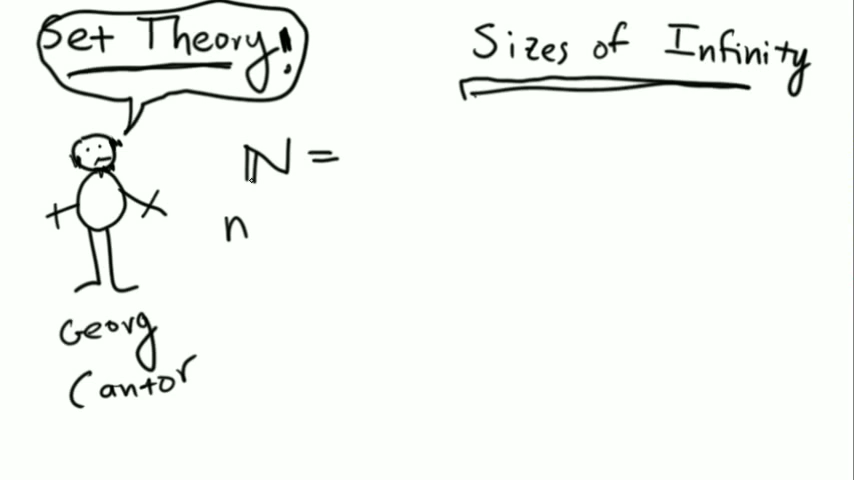 Set Theory!
Sizes of Infinity
ℕ =
n
Georg
Cantor